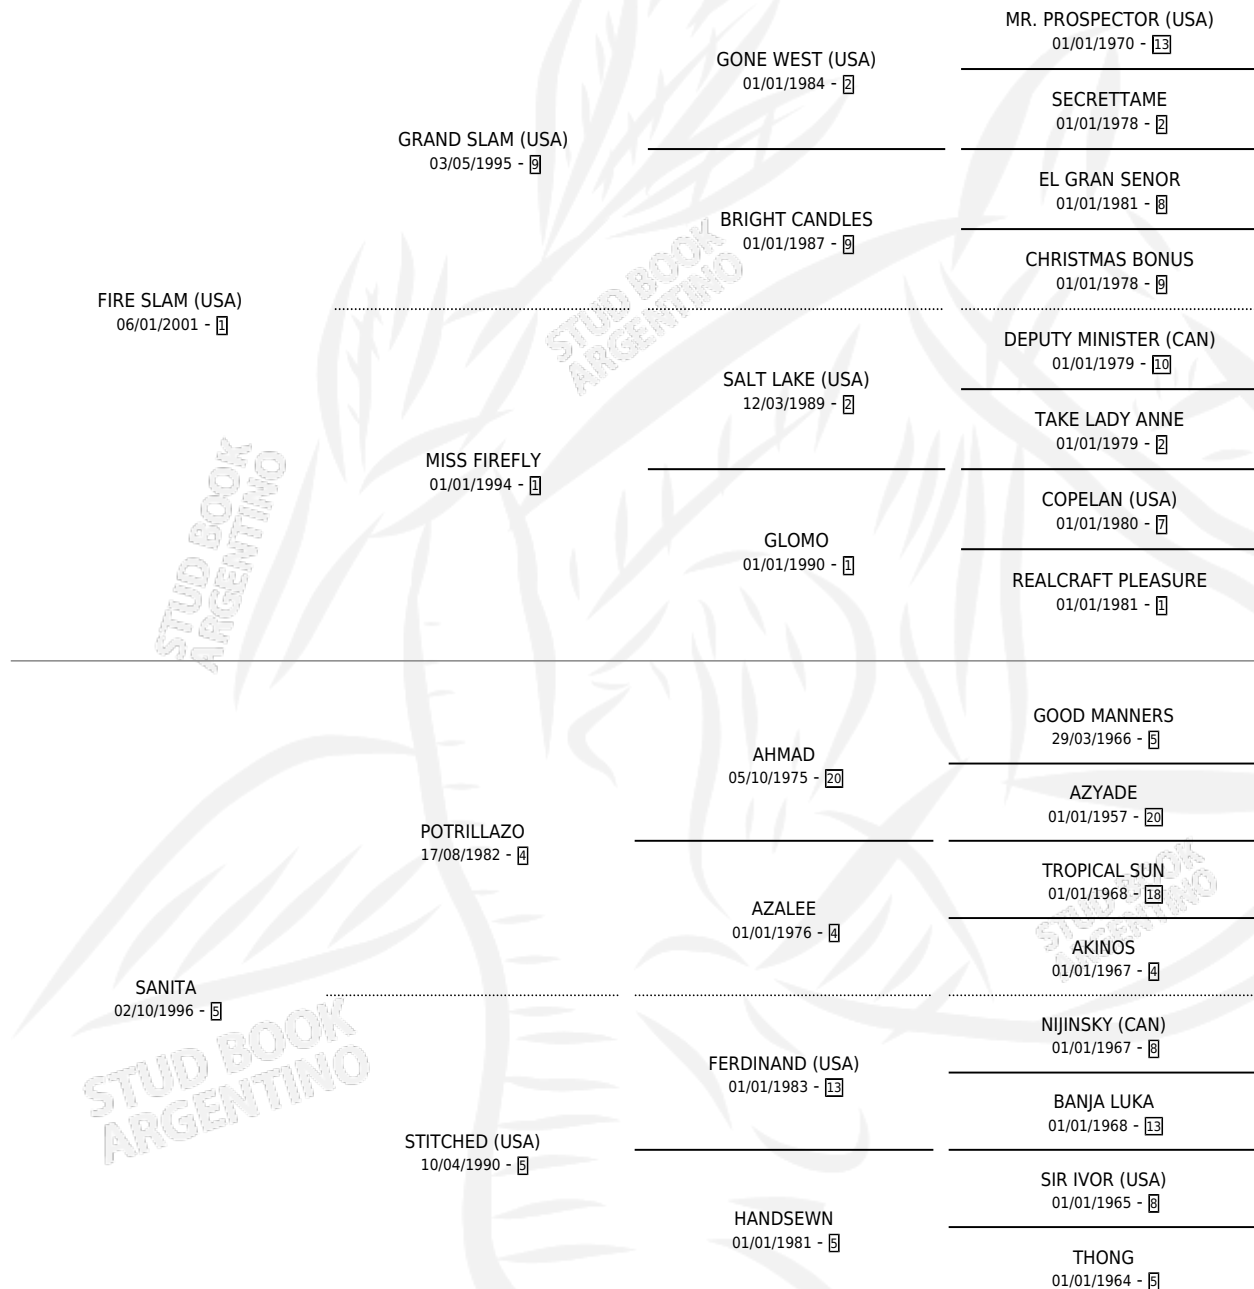 MR. PROSPECTOR (USA)
01/01/1970 - 13
GONE WEST (USA)
01/01/1984 - 2
SECRETTAME
01/01/1978 - 2
GRAND SLAM (USA)
03/05/1995 - 9
EL GRAN SENOR
01/01/1981 - 8
BRIGHT CANDLES
01/01/1987 - 9
CHRISTMAS BONUS
01/01/1978 - 9
FIRE SLAM (USA)
06/01/2001 - 1
DEPUTY MINISTER (CAN)
01/01/1979 - 10
SALT LAKE (USA)
12/03/1989 - 2
TAKE LADY ANNE
01/01/1979 - 2
MISS FIREFLY
01/01/1994 - 1
COPELAN (USA)
01/01/1980 - 7
GLOMO
01/01/1990 - 1
REALCRAFT PLEASURE
01/01/1981 - 1
GOOD MANNERS
29/03/1966 - 5
AHMAD
05/10/1975 - 20
AZYADE
01/01/1957 - 20
POTRILLAZO
17/08/1982 - 4
TROPICAL SUN
01/01/1968 - 18
AZALEE
01/01/1976 - 4
AKINOS
01/01/1967 - 4
SANITA
02/10/1996 - 5
NIJINSKY (CAN)
01/01/1967 - 8
FERDINAND (USA)
01/01/1983 - 13
BANJA LUKA
01/01/1968 - 13
STITCHED (USA)
10/04/1990 - 5
SIR IVOR (USA)
01/01/1965 - 8
HANDSEWN
01/01/1981 - 5
THONG
01/01/1964 - 5
STUD BOOK
ARGENTINO
STUD BOOK
ARGENTINO
STUD BOOK
ARGENTINO
STUD BOOK
ARGENTINO